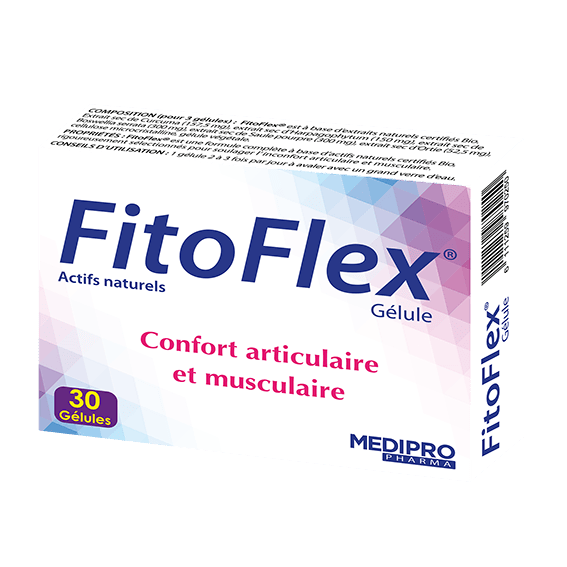 COMPOSITION (pour 3 gélules) : FitoFlex® est à base d'extraits naturels certifiés Bio.
Extrait sec de Curcuma (157,5 mg), extrait sec d'Harpagophytum (150 mg), extrait sec de
Boswellia serrata (300 mg), extrait sec de Saule pourpre (300 mg), extrait sec d'Ortie (52,5 mg),
cellulose microcristalline, gélule végétale.
PROPRIÉTÉS : FitoFlex® est une formule complète à base d'actifs naturels certifiés Bio,
rigoureusement sélectionnés pour soulager l'inconfort articulaire et musculaire.
CONSEILS D'UTILISATION : 1 gélule 2 à 3 fois par jour à avaler avec un grand verre d'eau.
FitoFlex®
Actifs naturels
Gélule
Confort articulaire
et musculaire
30
Gélules
MEDIPRO
PHARMA
FitoFlex®
Gélule